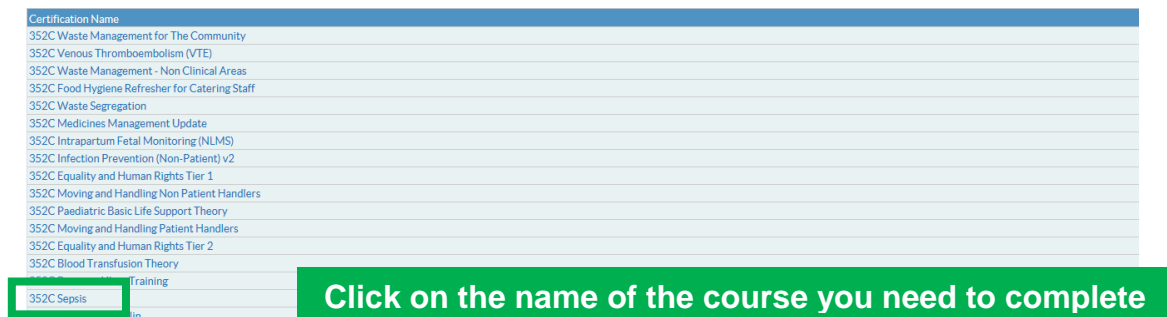 Certification Name
352C Waste Management for The Community
352C Venous Thromboembolism (VTE)
352C Waste Management - Non Clinical Areas
352C Food Hygiene Refresher for Catering Staff
352C Waste Segregation
352C Medicines Management Update
352C Intrapartum Fetal Monitoring (NLMS)
352C Infection Prevention (Non-Patient) v2
352C Equality and Human Rights Tier 1
352C Moving and Handling Non Patient Handlers
352C Paediatric Basic Life Support Theory
352C Moving and Handling Patient Handlers
352C Equality and Human Rights Tier 2
352C Blood Transfusion Theory
Training
352C Sepsis
Click on the name of the course you need to complete